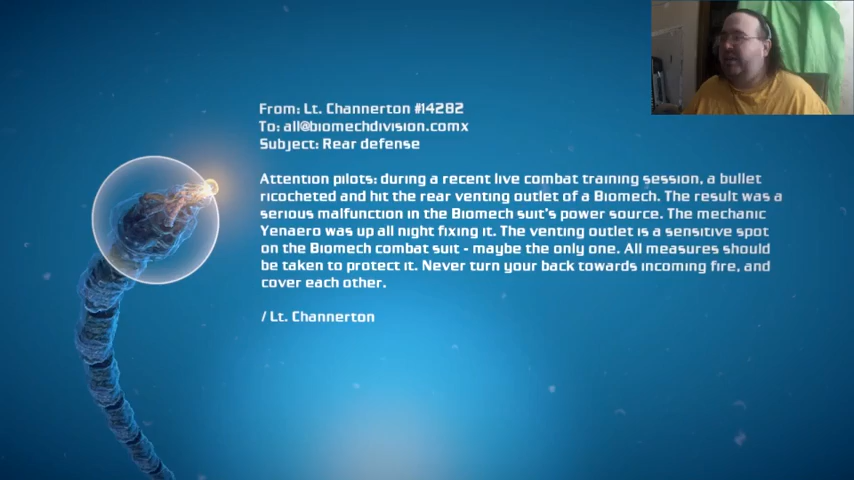 From: Lt. Channerton #14282
To: all@biomechdivision.comx
Subject: Rear defense
Attention pilots: during a recent live combat training session, a bullet
ricocheted and hit the rear venting outlet of a Biomech. The result was a
serious malfunction in the Biomech suit's power source. The mechanic
Yenaero was up all night fixing it. The venting outlet is a sensitive spot
on the Biomech combat suit - maybe the only one. All measures should
be taken to protect it. Never turn your back towards incoming fire, and
cover each other.
/ Lt. Channerton